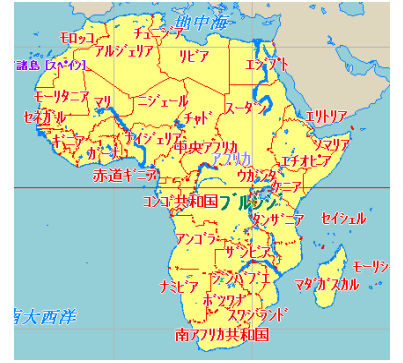 地中海
チュージア
モロッコ
アルジェリア
リビア
エジプト
諸島 [スペイン]
モーリタニア
マリ
ニジェール
チャド
スーダン
エリトリア
セネガル
ギニア
ガーナ
ナイジェリア
中央アフリカ
アフリカ
ソマリア
エチオピア
赤道ギニア
ウガンダ
ケニア
コンゴ共和国
ブルンジ
タンザニア
セイシェル
アンゴラ
ザンビア
モーリシ
マダガスカル
ナミビア
ジンバブエ
ボツワナ
スワジランド
南大西洋
南アフリカ共和国